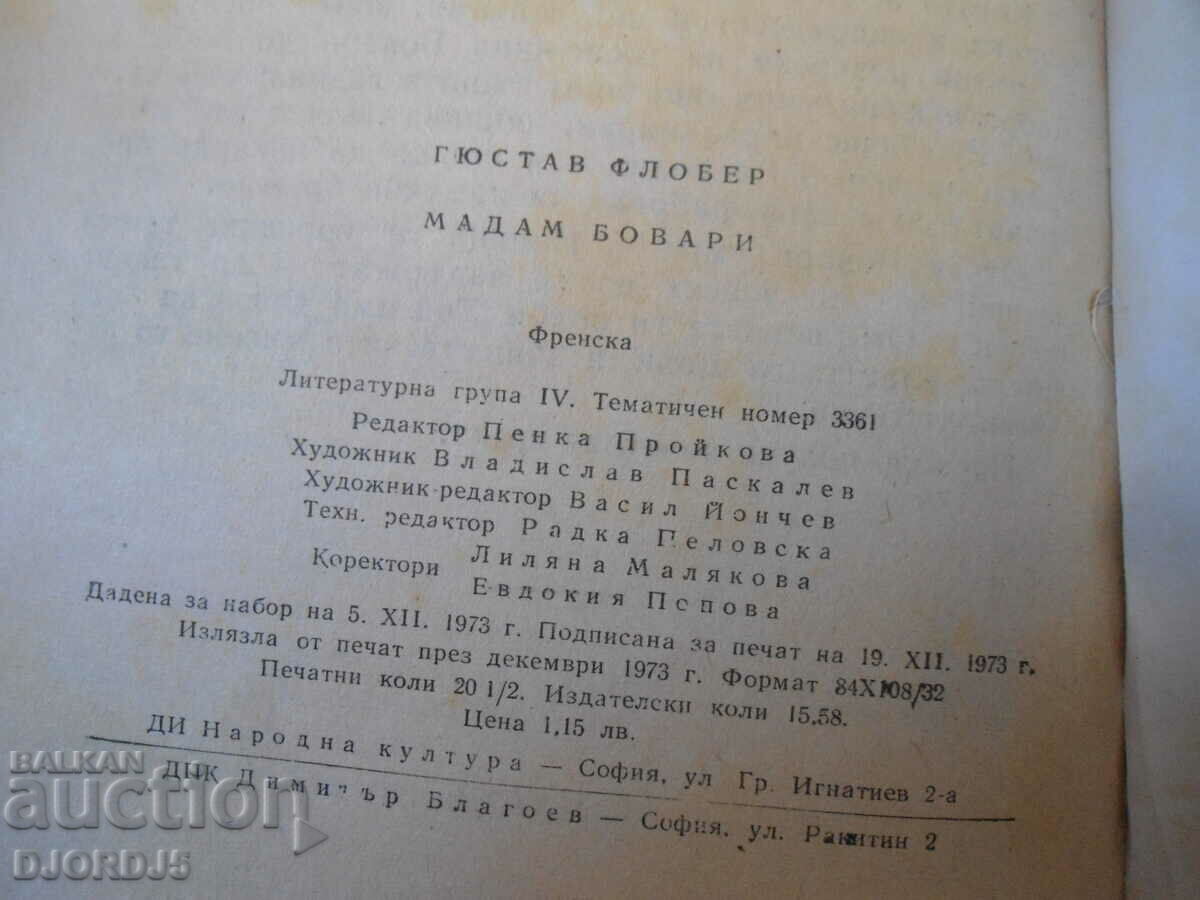 ГЮСТАВ ФЛОБЕР
МАДАМ БОВАРИ
Френска
Литературна група IV. Тематичен номер 3361
Редактор Пенка Пройкова
Художник Владислав Паскалев
Художник-редактор Васил Йончев
Техн. редактор Радка Пеловска
Коректори Лиляна Малякова
Евдокия Попова
Дадена за набор на 5. XII. 1973 г. Подписана за печат на 19. XII. 1973 г.
Излязла от печат през декември 1973 г. Формат 84X108/32
Печатни коли 20 1/2. Издателски коли 15,58.
Цена 1,15 лв.
ДИ Народна култура — София, ул Гр. Игнатиев 2-а
ДПК Димитър Благоев — София, ул. Ракитин 2
BALKAN
auction
DJORDJ5